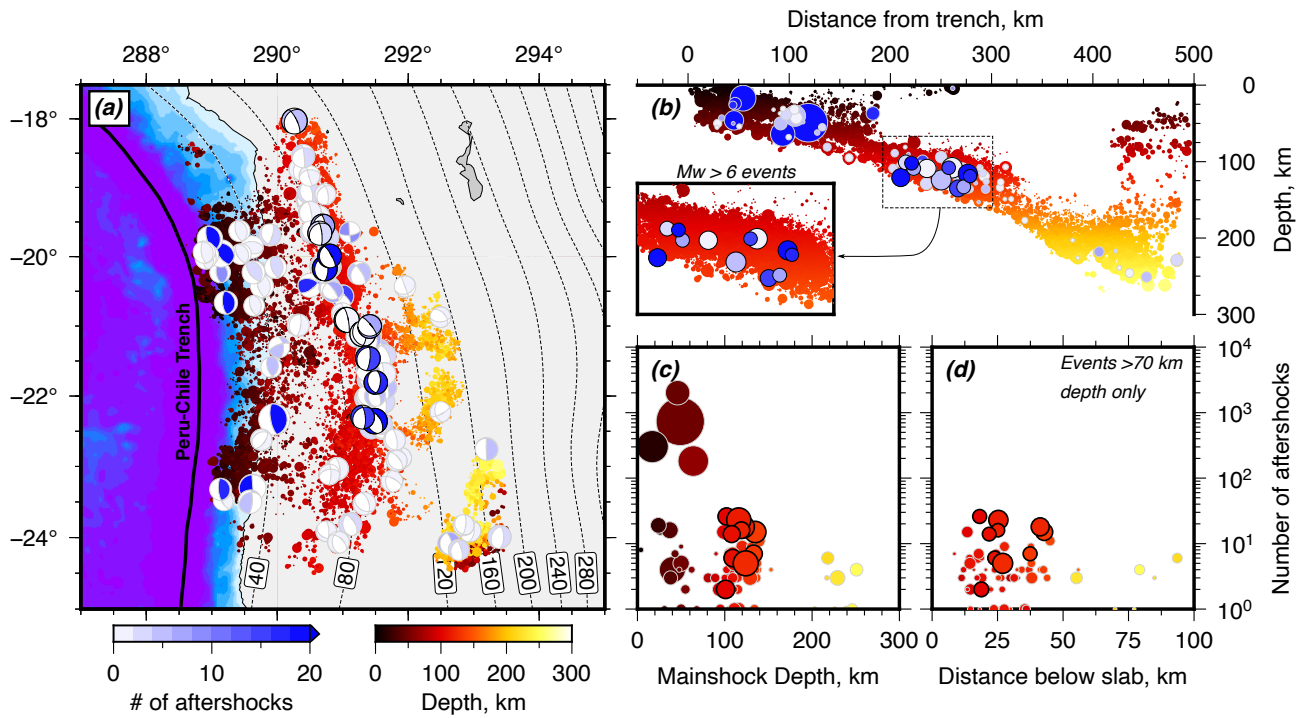 288° 290° 292° 294°
−18°
−20°
−22°
−24°
(a)
Peru-Chile Trench
40 80 120 160 200 240 280
0 10 20
# of aftershocks
0 100 200 300
Depth, km
Distance from trench, km
0 100 200 300 400 500
(b)
Mw > 6 events
0
100
200
300
Depth, km
(c)
0 100 200 300
Mainshock Depth, km
(d)
Events >70 km
depth only
10⁴
10³
10²
10¹
10⁰
Number of aftershocks
0 25 50 75 100
Distance below slab, km